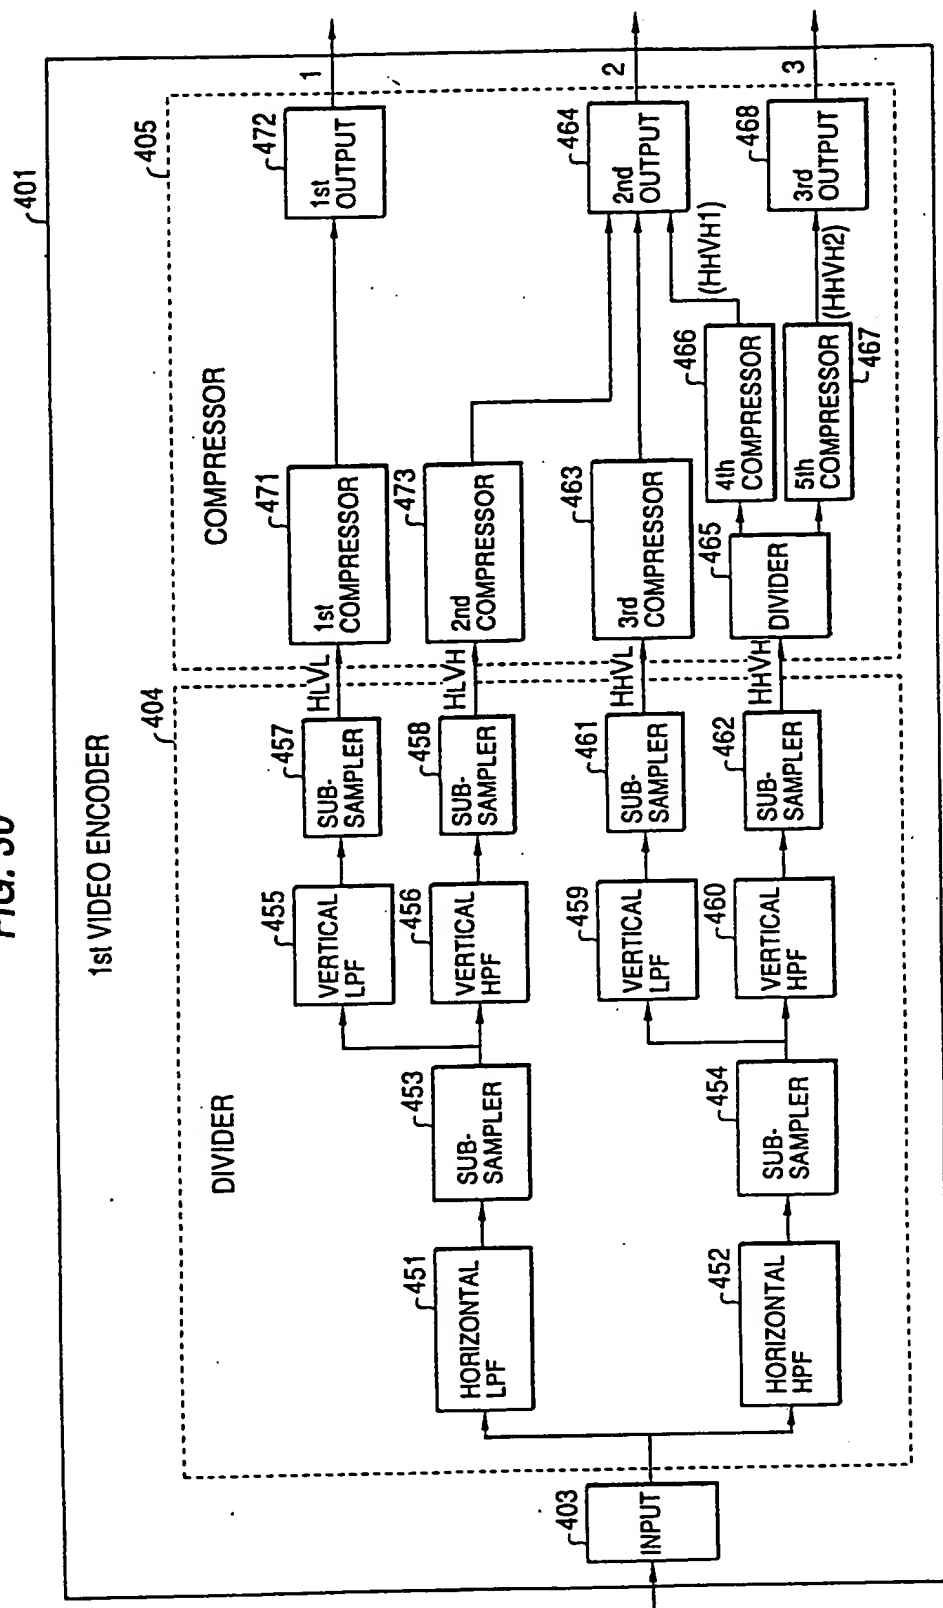 FIG.
401
1st VIDEO ENCODER
404
405
DIVIDER
COMPRESSOR
403
INPUT
451
HORIZONTAL
LPF
453
SUB-
SAMPLER
455
VERTICAL
LPF
457
SUB-
SAMPLER
HLVL
471
1st
COMPRESSOR
472
1st
OUTPUT
1
456
VERTICAL
HPF
458
SUB-
SAMPLER
HLVH
473
2nd
COMPRESSOR
459
VERTICAL
LPF
461
SUB-
SAMPLER
HHVL
463
3rd
COMPRESSOR
464
2nd
OUTPUT
2
452
HORIZONTAL
HPF
454
SUB-
SAMPLER
460
VERTICAL
HPF
462
SUB-
SAMPLER
HHVH
465
DIVIDER
466
4th
COMPRESSOR
(HHVH1)
5th
COMPRESSOR
467
(HHVH2)
468
3rd
OUTPUT
3